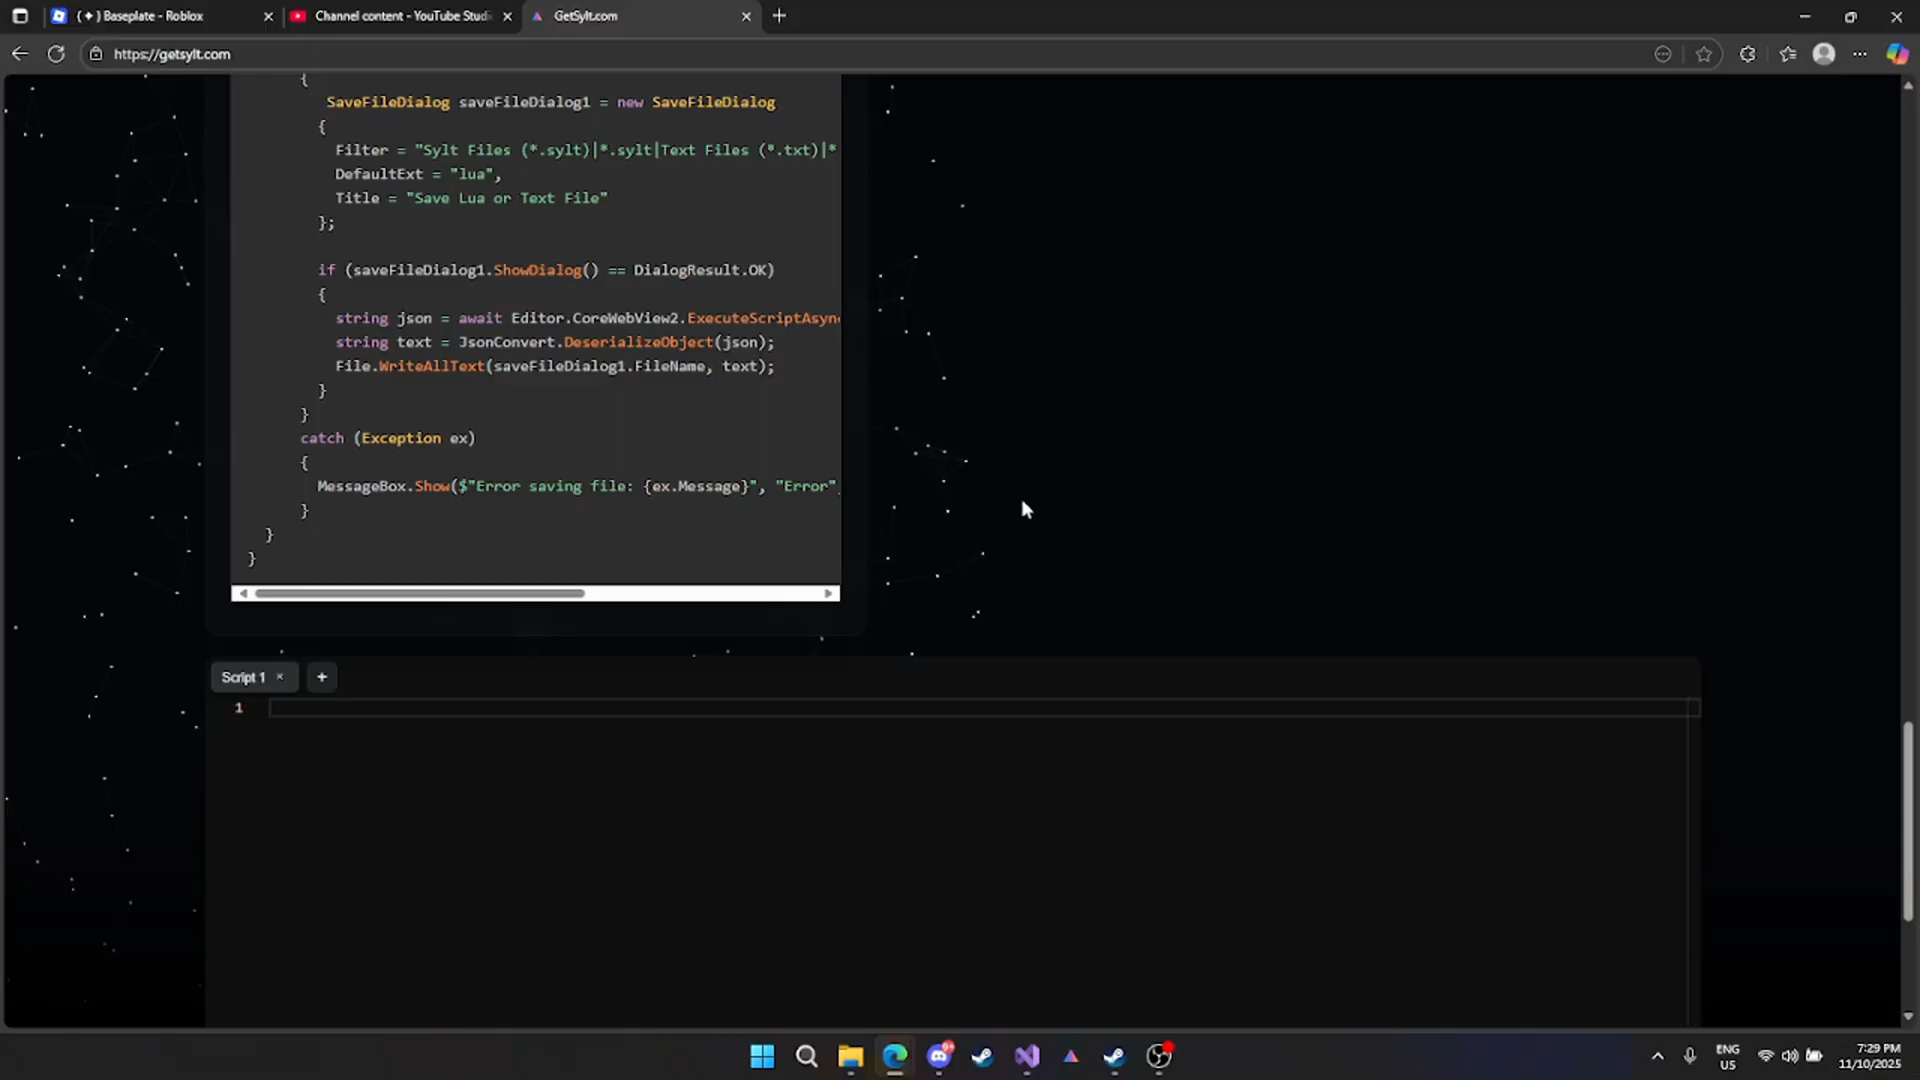 ( ✦ ) Baseplate - Roblox
Channel content - YouTube Studi
GetSylt.com
https://getsylt.com
{
SaveFileDialog saveFileDialog1 = new SaveFileDialog
{
Filter = "Sylt Files (*.sylt)|*.sylt|Text Files (*.txt)|*
DefaultExt = "lua",
Title = "Save Lua or Text File"
};
if (saveFileDialog1.ShowDialog() == DialogResult.OK)
{
string json = await Editor.CoreWebView2.ExecuteScriptAsync
string text = JsonConvert.DeserializeObject(json);
File.WriteAllText(saveFileDialog1.FileName, text);
}
}
catch (Exception ex)
{
MessageBox.Show($"Error saving file: {ex.Message}", "Error",
}
}
}
Script 1 × +
1
ENG
US
7:29 PM
11/10/2025